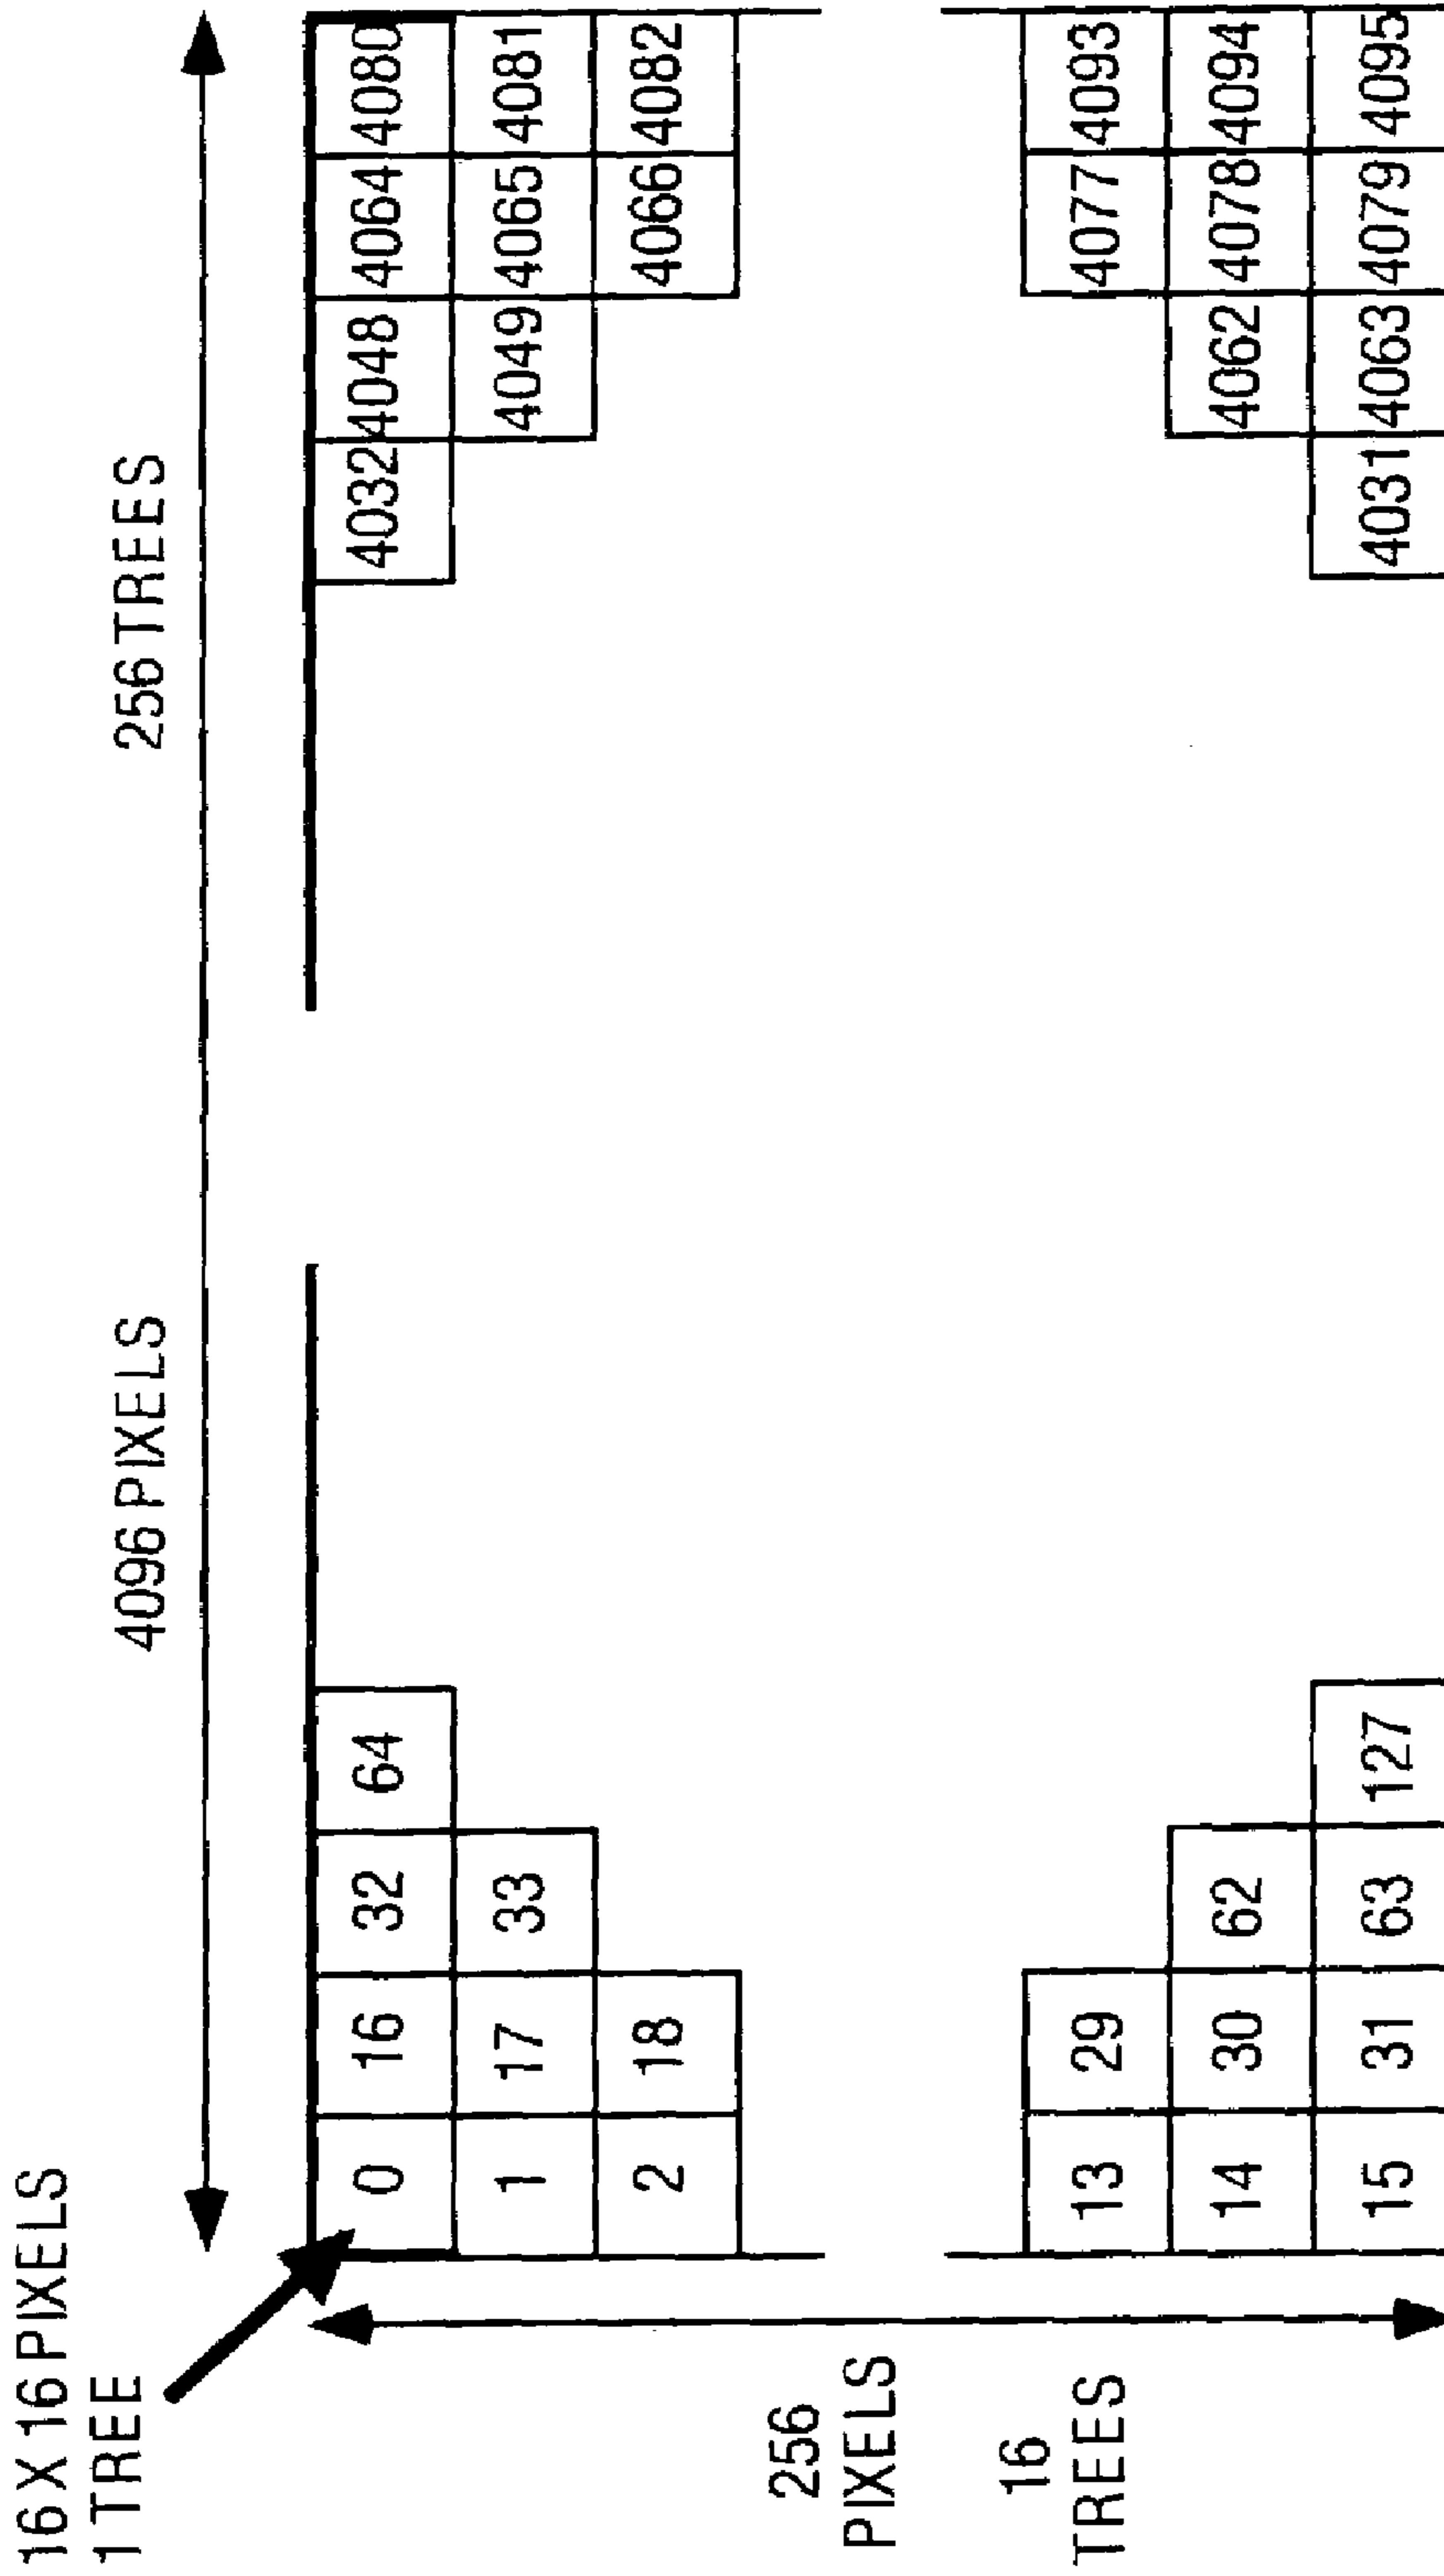 16 X 16 PIXELS
1 TREE
4096 PIXELS
256 TREES
256
PIXELS
16
TREES
0 16 32 64
4032 4048 4064 4080
1 17 33
4049 4065 4081
2 18
4066 4082
13 29
4077 4093
14 30 62
4062 4078 4094
15 31 63 127
4031 4063 4079 4095